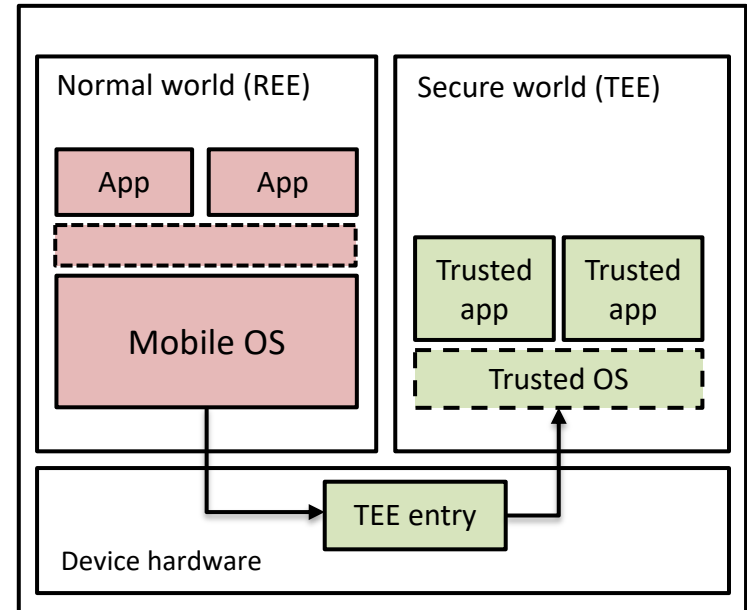 Normal world (REE)
App
App
Mobile OS
Secure world (TEE)
Trusted
app
Trusted
app
Trusted OS
TEE entry
Device hardware